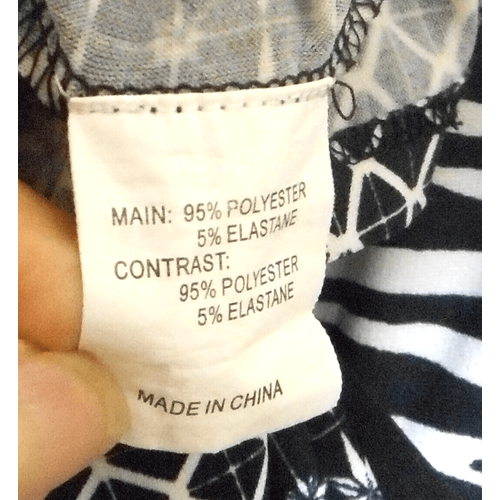 MAIN: 95% POLYESTER
5% ELASTANE
CONTRAST:
95% POLYESTER
5% ELASTANE
MADE IN CHINA